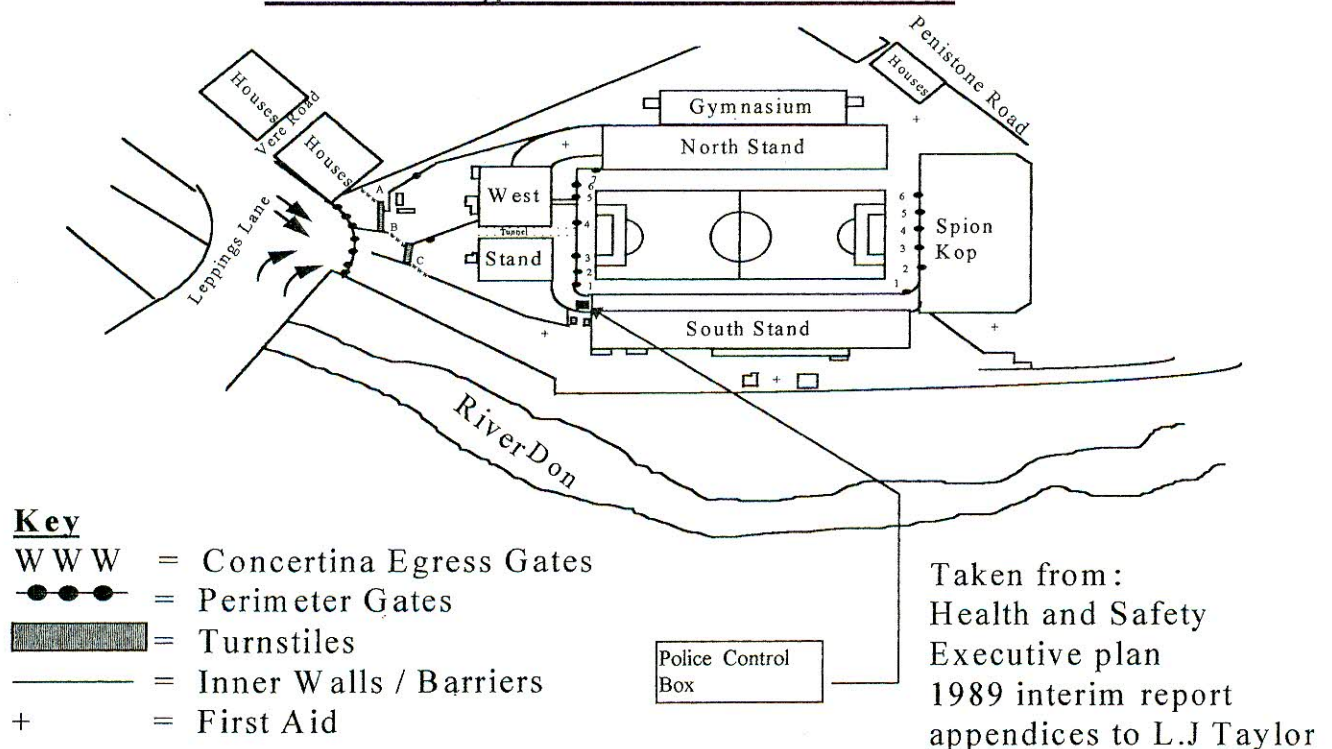 Penistone Road
Houses
Houses
Vere Road
Houses
Leppings Lane
Gymnasium
North Stand
West
Tunnel
Stand
A
B
C
7
6
5
4
3
2
1
6
5
4
3
2
1
Spion
Kop
South Stand
River Don
Key
W W W = Concertina Egress Gates
= Perimeter Gates
= Turnstiles
= Inner Walls / Barriers
+ = First Aid
Police Control
Box
Taken from:
Health and Safety
Executive plan
1989 interim report
appendices to L.J Taylor